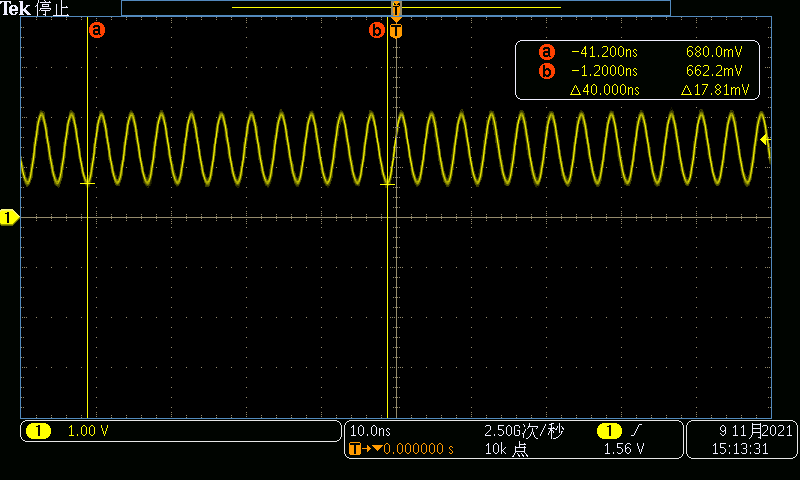 Tek 停止
T
a
b
T
a −41.200ns 680.0mV
b −1.2000ns 662.2mV
△40.000ns △17.81mV
1
1 1.00 V
10.0ns 2.50G次/秒 1
T→▼0.000000 s 10k 点 1.56 V
9 11月2021
15:13:31